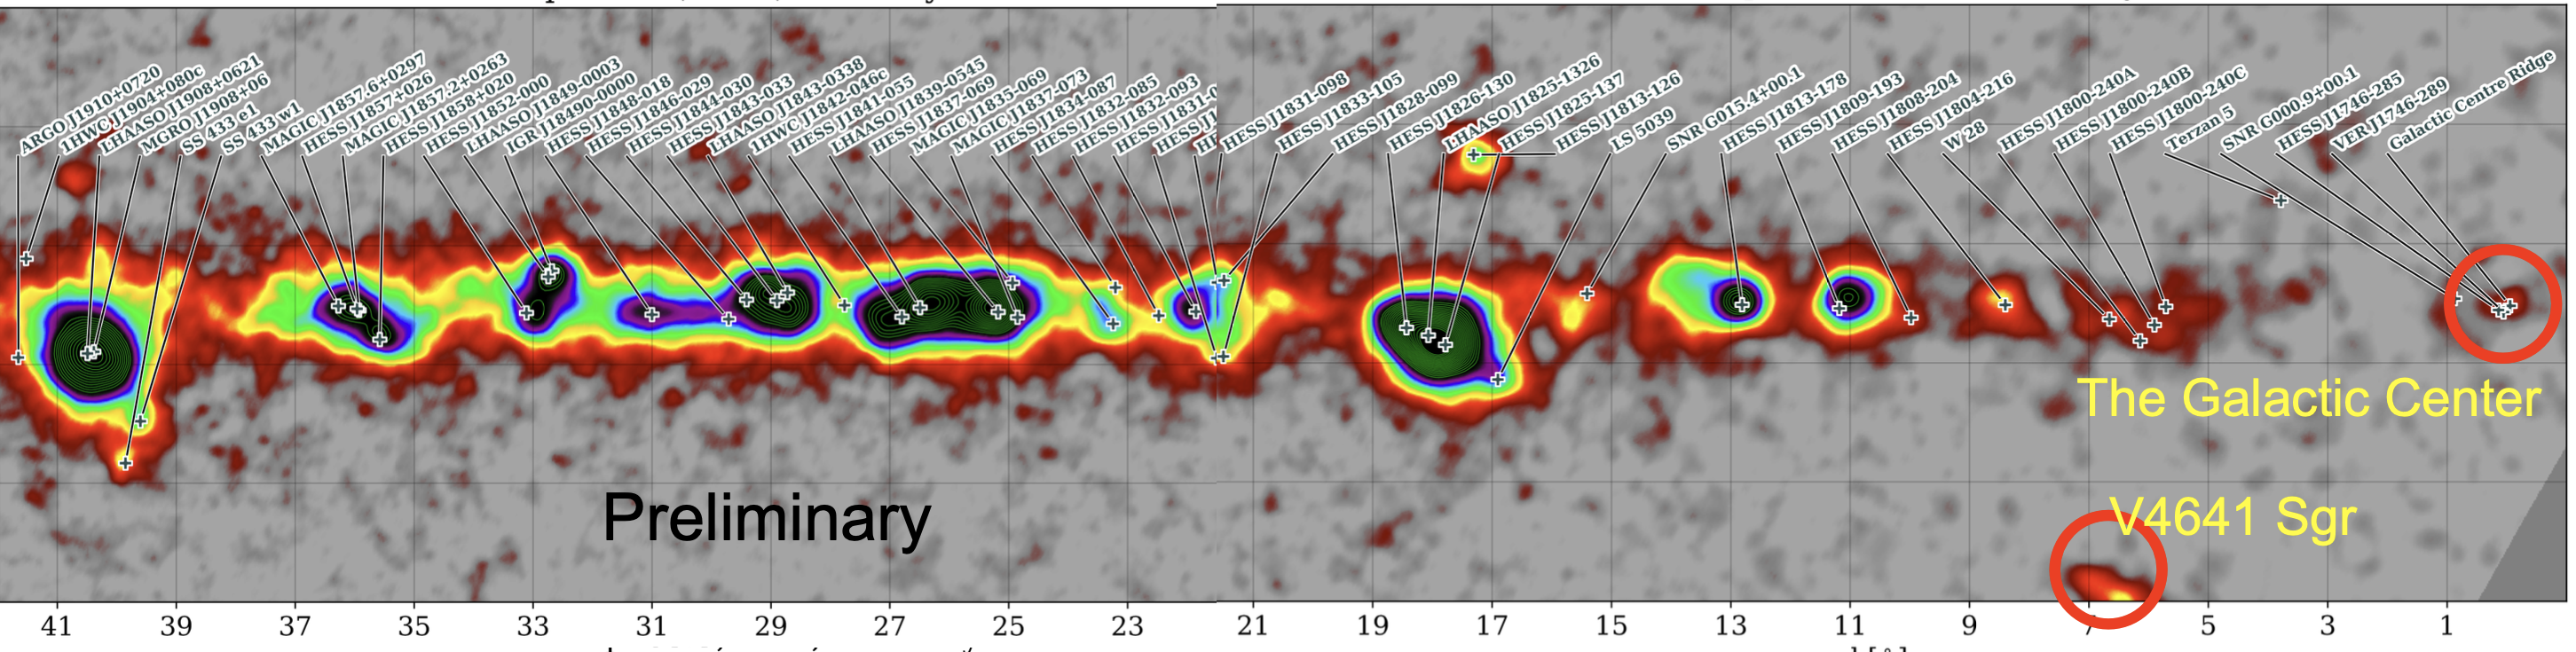 ARGO J1910+0720
1HWC J1904+080c
LHAASO J1908+0621
MGRO J1908+06
SS 433 e1
SS 433 w1
MAGIC J1857.6+0297
HESS J1857+026
MAGIC J1857.2+0263
HESS J1858+020
HESS J1852-000
LHAASO J1849-0003
IGR J18490-0000
HESS J1848-018
HESS J1846-029
HESS J1844-030
HESS J1843-033
LHAASO J1843-0338
1HWC J1842-046c
HESS J1841-055
LHAASO J1839-0545
HESS J1837-069
MAGIC J1835-069
MAGIC J1837-073
HESS J1834-087
HESS J1832-085
HESS J1832-093
HESS J1831-0
HESS J1831-098
HESS J1833-105
HESS J1828-099
HESS J1826-130
LHAASO J1825-1326
HESS J1825-137
HESS J1813-126
LS 5039
SNR G015.4+00.1
HESS J1813-178
HESS J1809-193
HESS J1808-204
HESS J1804-216
W 28
HESS J1800-240A
HESS J1800-240B
HESS J1800-240C
Terzan 5
SNR G000.9+00.1
HESS J1746-285
VER J1746-289
Galactic Centre Ridge
The Galactic Center
Preliminary
V4641 Sgr
41 39 37 35 33 31 29 27 25 23 21 19 17 15 13 11 9 7 5 3 1